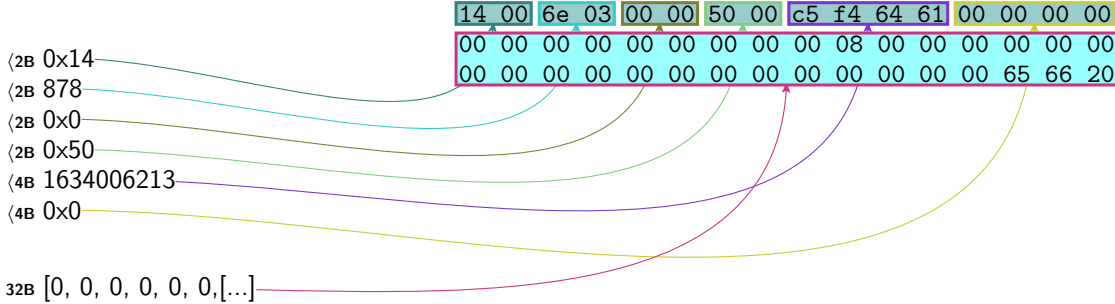 14 00 6e 03 00 00 50 00 c5 f4 64 61 00 00 00 00
00 00 00 00 00 00 00 00 00 08 00 00 00 00 00 00
00 00 00 00 00 00 00 00 00 00 00 00 00 65 66 20
⟨2B 0x14
⟨2B 878
⟨2B 0x0
⟨2B 0x50
⟨4B 1634006213
⟨4B 0x0
32B [0, 0, 0, 0, 0, 0,[...]